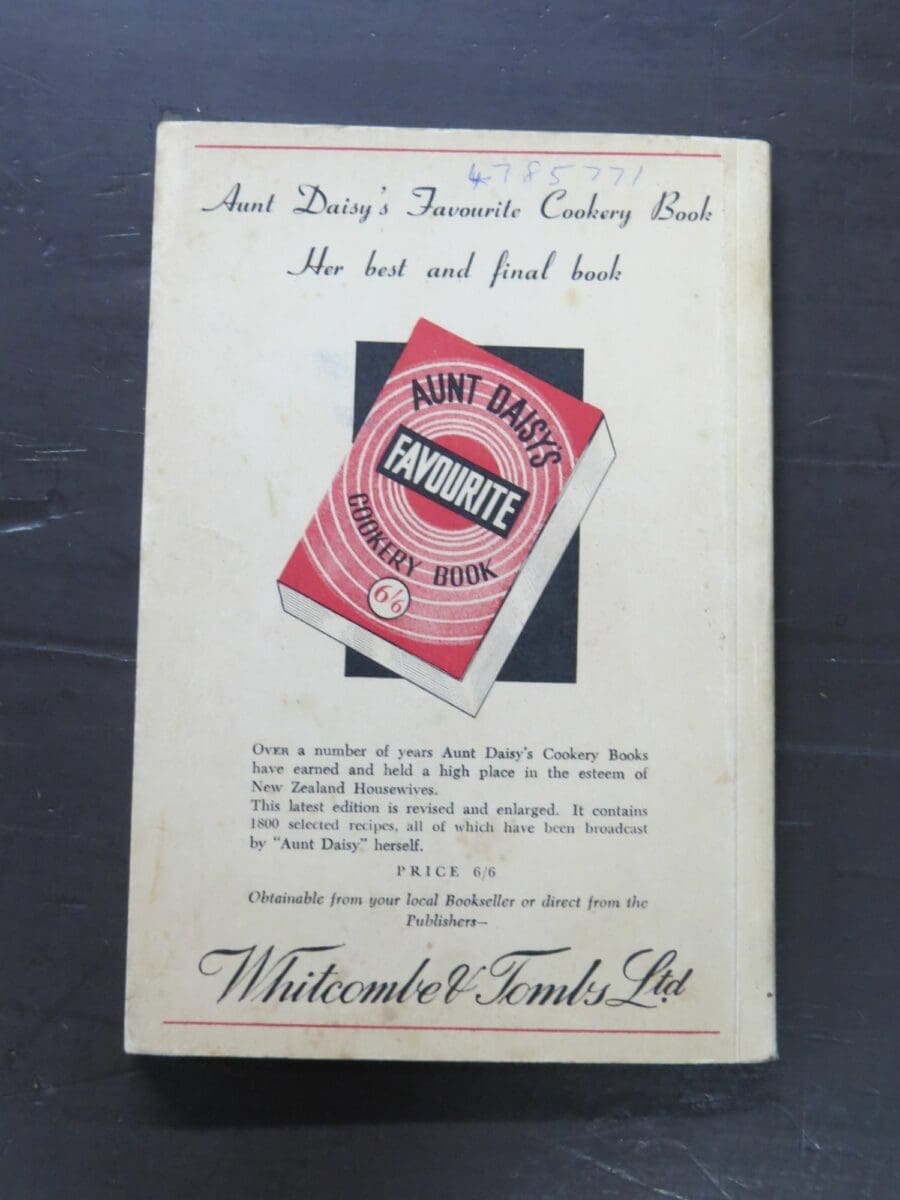 4785771
Aunt Daisy's Favourite Cookery Book
Her best and final book
AUNT DAISY'S
FAVOURITE
COOKERY BOOK
6/6
OVER a number of years Aunt Daisy's Cookery Books
have earned and held a high place in the esteem of
New Zealand Housewives.
This latest edition is revised and enlarged. It contains
1800 selected recipes, all of which have been broadcast
by "Aunt Daisy" herself.
PRICE 6/6
Obtainable from your local Bookseller or direct from the
Publishers—
Whitcombe & Tombs Ltd